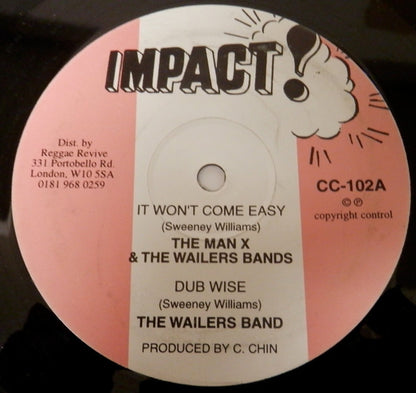 IMPACT!
Dist. by
Reggae Revive
331 Portobello Rd.
London, W10 5SA
0181 968 0259
CC-102A
© ℗
copyright control
IT WON'T COME EASY
(Sweeney Williams)
THE MAN X
& THE WAILERS BANDS
DUB WISE
(Sweeney Williams)
THE WAILERS BAND
PRODUCED BY C. CHIN